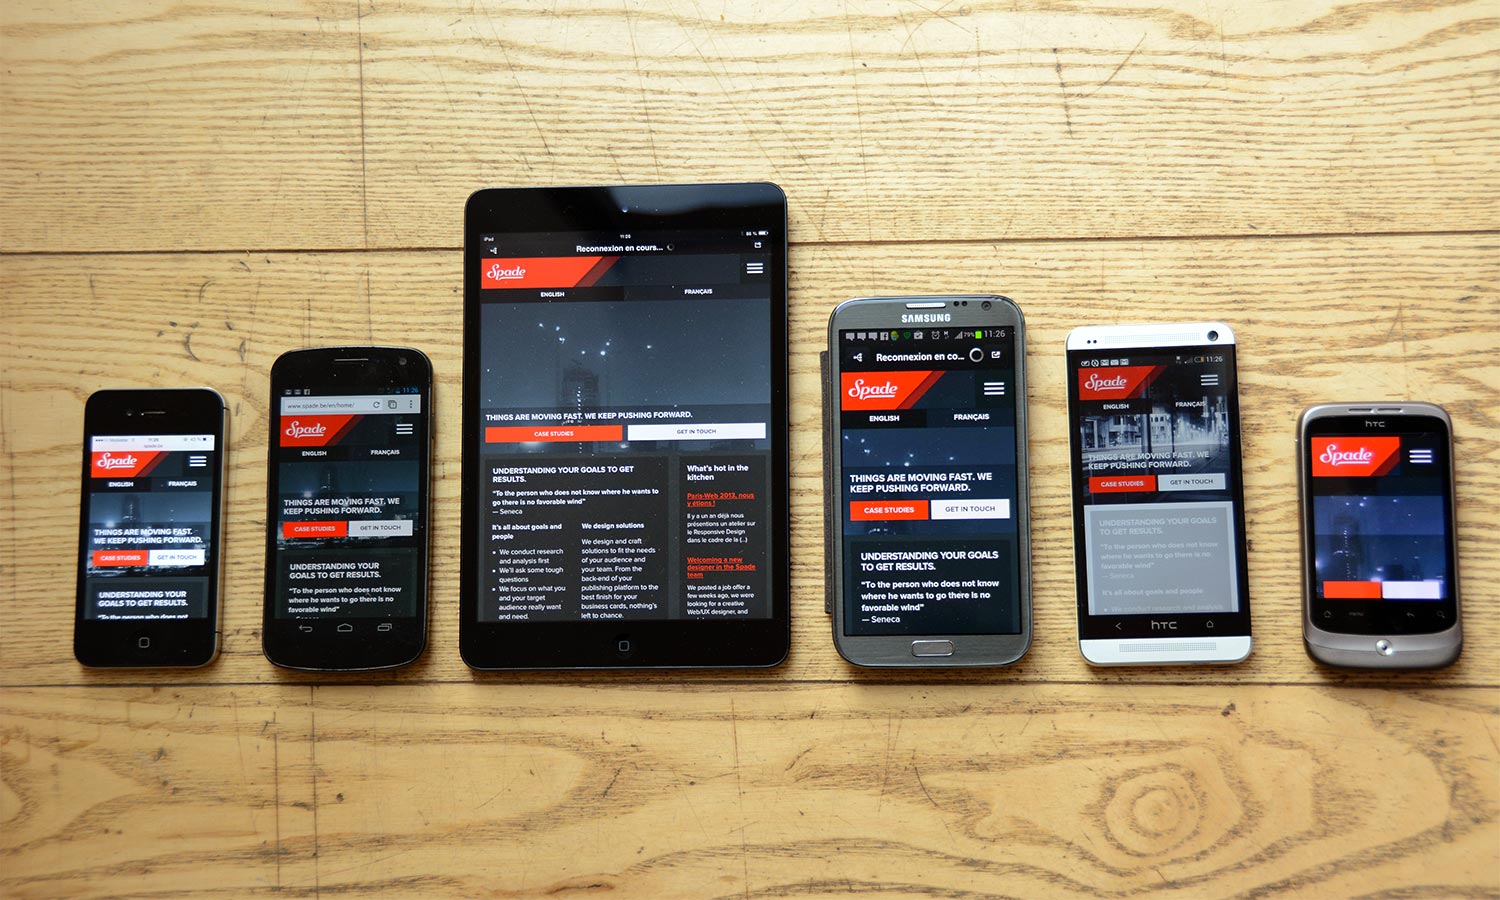 11:26
spade.be
Spade
ENGLISH
FRANÇAIS
THINGS ARE MOVING FAST.
WE KEEP PUSHING
FORWARD.
CASE STUDIES
GET IN TOUCH
UNDERSTANDING YOUR
GOALS TO GET RESULTS.
"To the person who does not
11:26
www.spade.be/en/home/
Spade
ENGLISH
FRANÇAIS
THINGS ARE MOVING FAST. WE
KEEP PUSHING FORWARD.
CASE STUDIES
GET IN TOUCH
UNDERSTANDING YOUR
GOALS TO GET RESULTS.
"To the person who does not know
where he wants to go there is no
favorable wind"
iPad
11:26
86 %
Reconnexion en cours...
Spade
ENGLISH
FRANÇAIS
THINGS ARE MOVING FAST. WE KEEP PUSHING FORWARD.
CASE STUDIES
GET IN TOUCH
UNDERSTANDING YOUR GOALS TO GET
RESULTS.
"To the person who does not know where he wants to
go there is no favorable wind"
— Seneca
It's all about goals and
people
We conduct research
and analysis first
We'll ask some tough
questions
We focus on what you
and your target
audience really want
and need.
We design solutions
We design and craft
solutions to fit the needs
of your audience and
your team. From the
back-end of your
publishing platform to the
best finish for your
business cards, nothing's
left to chance.
What's hot in the
kitchen
Paris-Web 2013, nous
y étions !
Il y a un an déjà nous
présentions un atelier sur
le Responsive Design
dans le cadre de la (...)
Welcoming a new
designer in the Spade
team
We posted a job offer a
few weeks ago, we were
looking for a creative
Web/UX designer, and
SAMSUNG
79%
11:26
Reconnexion en co...
Spade
ENGLISH
FRANÇAIS
THINGS ARE MOVING FAST. WE
KEEP PUSHING FORWARD.
CASE STUDIES
GET IN TOUCH
UNDERSTANDING YOUR GOALS
TO GET RESULTS.
"To the person who does not know
where he wants to go there is no
favorable wind"
— Seneca
11:26
Spade
ENGLISH
FRANÇAIS
THINGS ARE MOVING FAST. WE
KEEP PUSHING FORWARD.
CASE STUDIES
GET IN TOUCH
UNDERSTANDING YOUR GOALS
TO GET RESULTS.
"To the person who does not know
where he wants to go there is no
favorable wind"
— Seneca
It's all about goals and people
We conduct research and analysis
hTC
hTC
Spade
menu